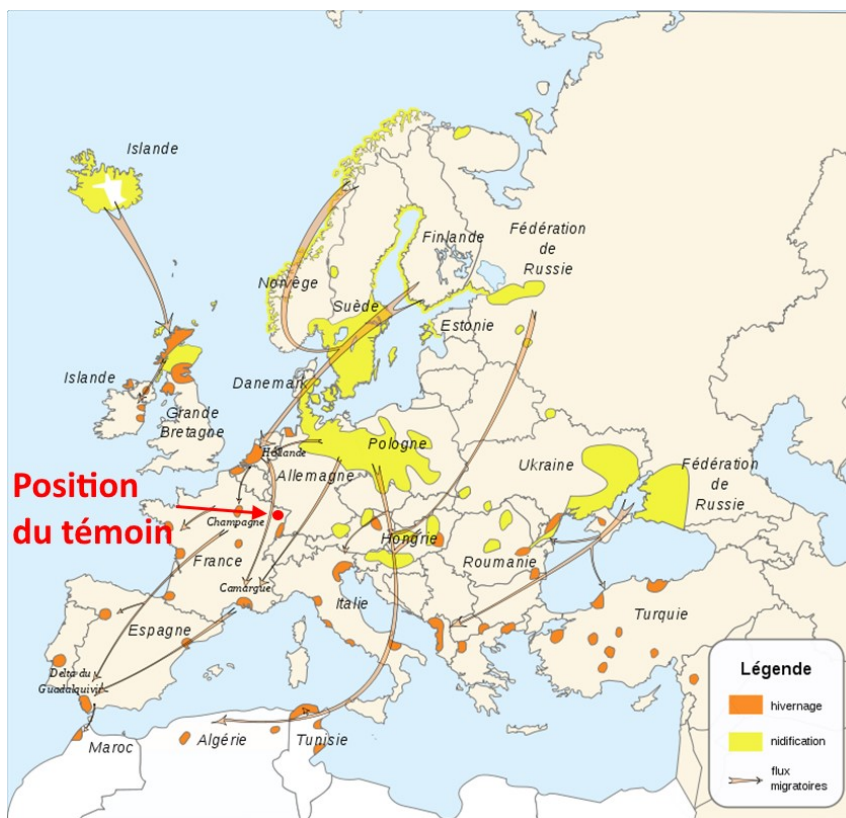 Islande
Finlande
Fédération
de
Russie
Norvège
Suède
Estonie
Islande
Danemark
Grande
Bretagne
Hollande
Pologne
Allemagne
Ukraine
Fédération
de
Russie
Position
du témoin
Champagne
Hongrie
France
Roumanie
Camargue
Italie
Espagne
Turquie
Delta du
Guadalquivir
Maroc
Algérie
Tunisie
Légende
hivernage
nidification
flux
migratoires